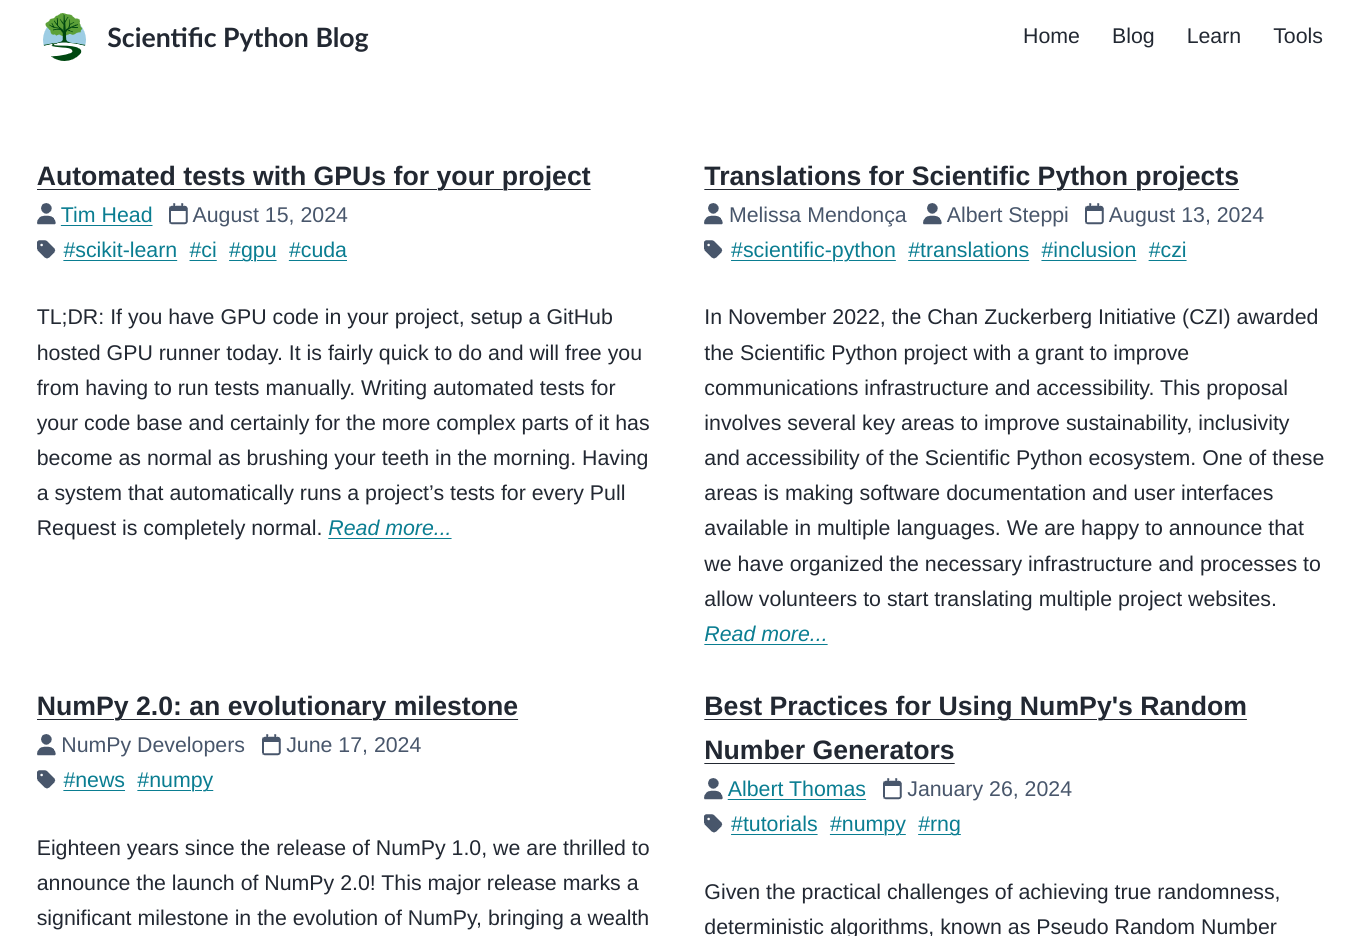 Scientific Python Blog
Home Blog Learn Tools
Automated tests with GPUs for your project
Tim Head August 15, 2024
#scikit-learn #ci #gpu #cuda
TL;DR: If you have GPU code in your project, setup a GitHub
hosted GPU runner today. It is fairly quick to do and will free you
from having to run tests manually. Writing automated tests for
your code base and certainly for the more complex parts of it has
become as normal as brushing your teeth in the morning. Having
a system that automatically runs a project’s tests for every Pull
Request is completely normal. Read more...
Translations for Scientific Python projects
Melissa Mendonça Albert Steppi August 13, 2024
#scientific-python #translations #inclusion #czi
In November 2022, the Chan Zuckerberg Initiative (CZI) awarded
the Scientific Python project with a grant to improve
communications infrastructure and accessibility. This proposal
involves several key areas to improve sustainability, inclusivity
and accessibility of the Scientific Python ecosystem. One of these
areas is making software documentation and user interfaces
available in multiple languages. We are happy to announce that
we have organized the necessary infrastructure and processes to
allow volunteers to start translating multiple project websites.
Read more...
NumPy 2.0: an evolutionary milestone
NumPy Developers June 17, 2024
#news #numpy
Eighteen years since the release of NumPy 1.0, we are thrilled to
announce the launch of NumPy 2.0! This major release marks a
significant milestone in the evolution of NumPy, bringing a wealth
Best Practices for Using NumPy's Random
Number Generators
Albert Thomas January 26, 2024
#tutorials #numpy #rng
Given the practical challenges of achieving true randomness,
deterministic algorithms, known as Pseudo Random Number